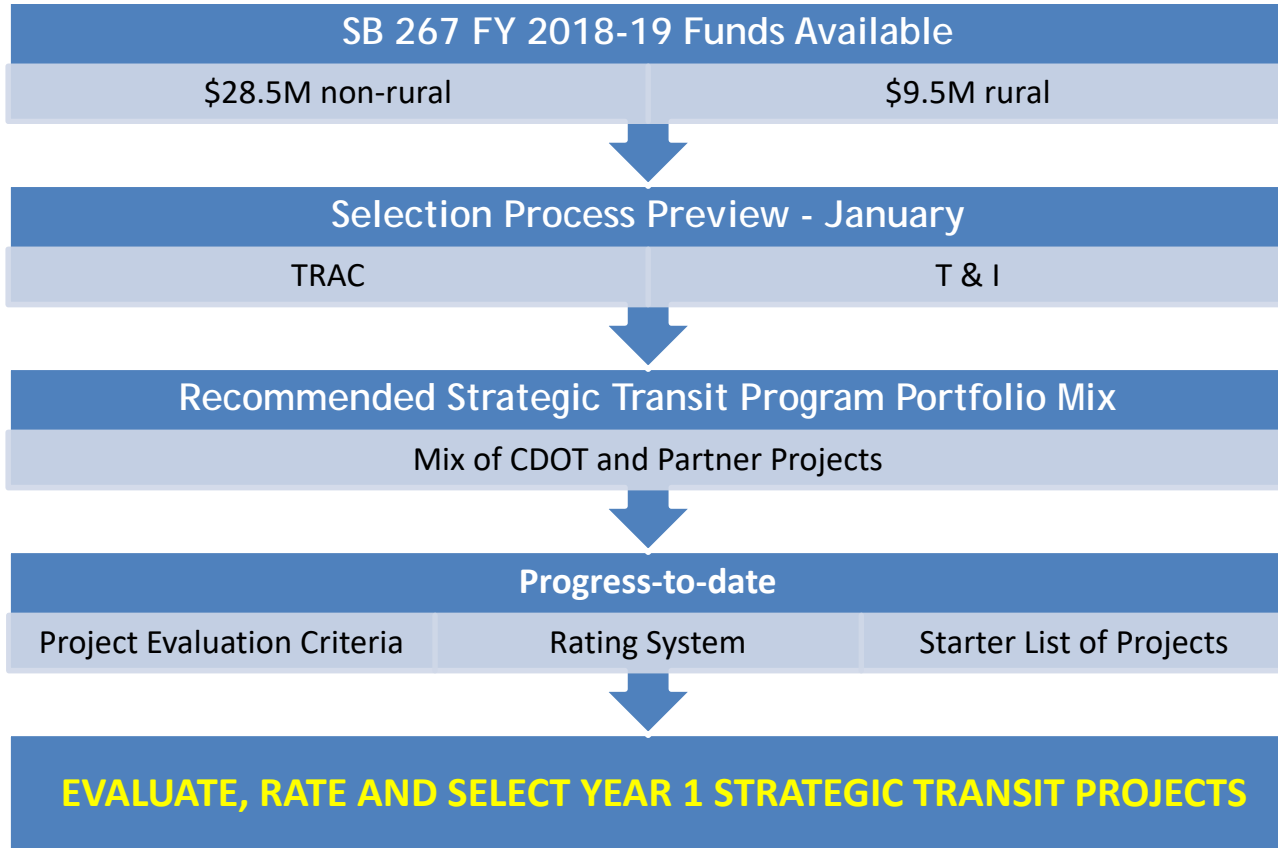 SB 267 FY 2018-19 Funds Available
$28.5M non-rural
$9.5M rural
Selection Process Preview - January
TRAC
T & I
Recommended Strategic Transit Program Portfolio Mix
Mix of CDOT and Partner Projects
Progress-to-date
Project Evaluation Criteria
Rating System
Starter List of Projects
EVALUATE, RATE AND SELECT YEAR 1 STRATEGIC TRANSIT PROJECTS